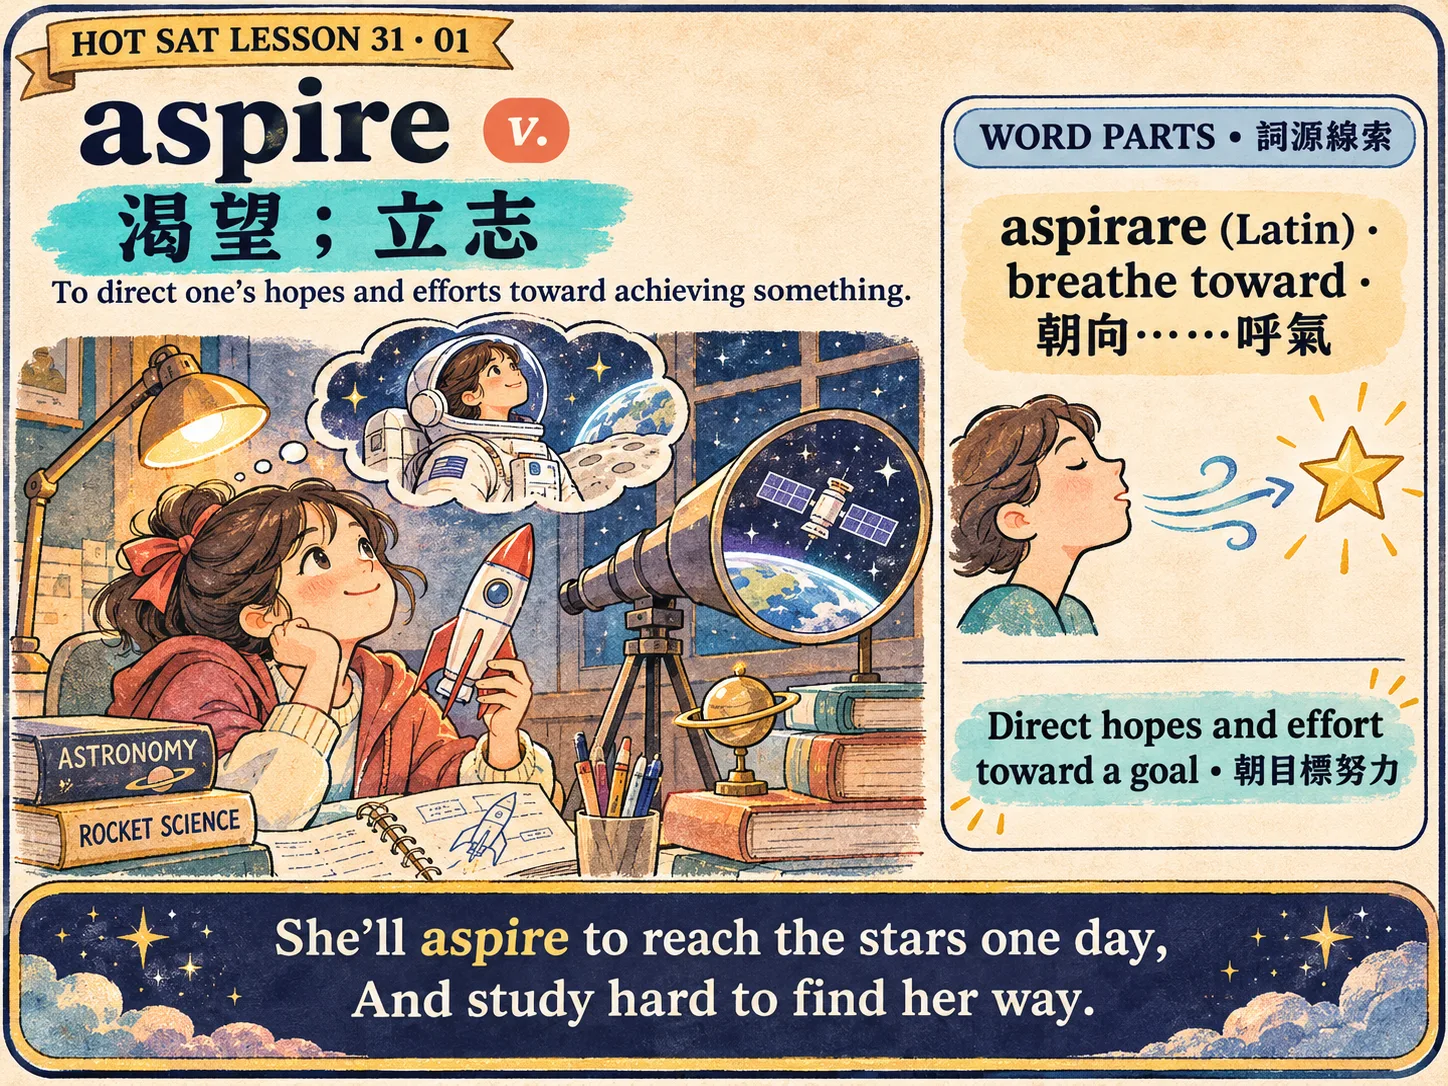 HOT SAT LESSON 31 · 01
aspire v.
渴望；立志
To direct one's hopes and efforts toward achieving something.
ASTRONOMY
ROCKET SCIENCE
WORD PARTS • 詞源線索
aspirare (Latin) ·
breathe toward ·
朝向……呼氣
Direct hopes and effort
toward a goal • 朝目標努力
She'll aspire to reach the stars one day,
And study hard to find her way.